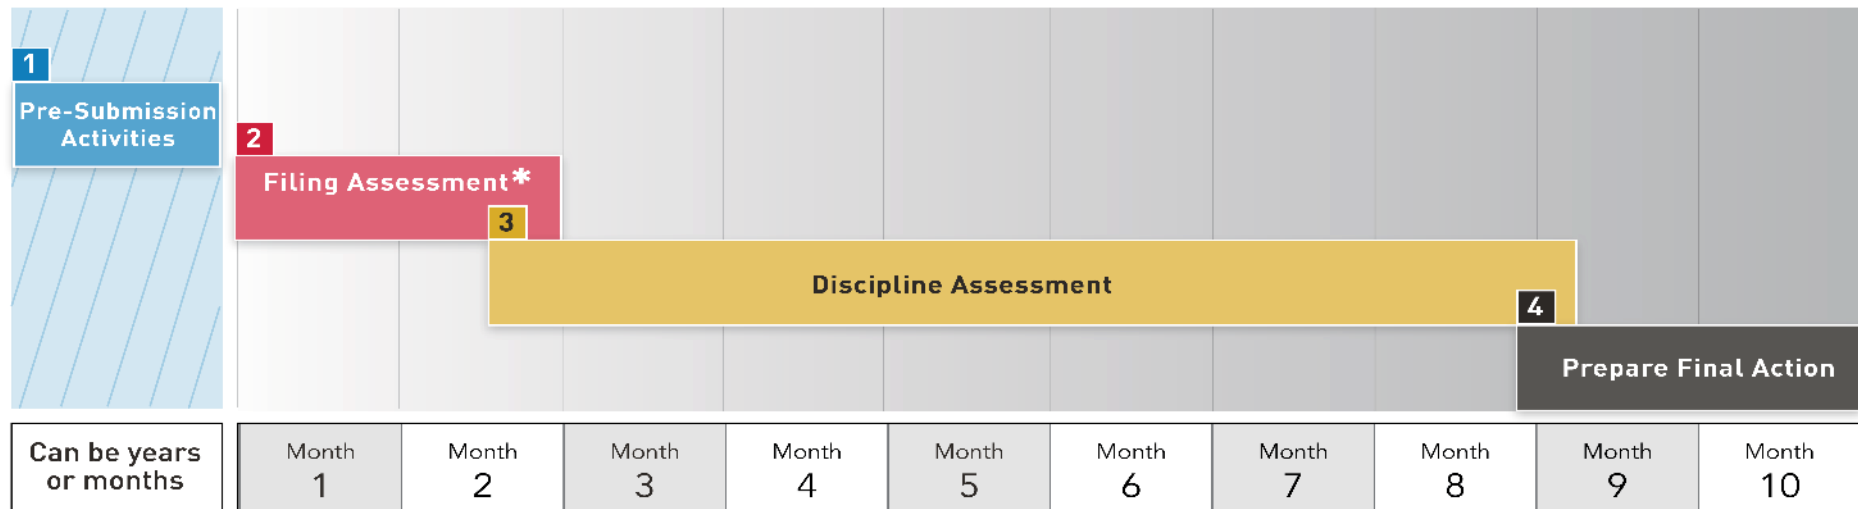 1
Pre-Submission
Activities
2
Filing Assessment*
3
Discipline Assessment
4
Prepare Final Action
Can be years
or months
Month
1
Month
2
Month
3
Month
4
Month
5
Month
6
Month
7
Month
8
Month
9
Month
10